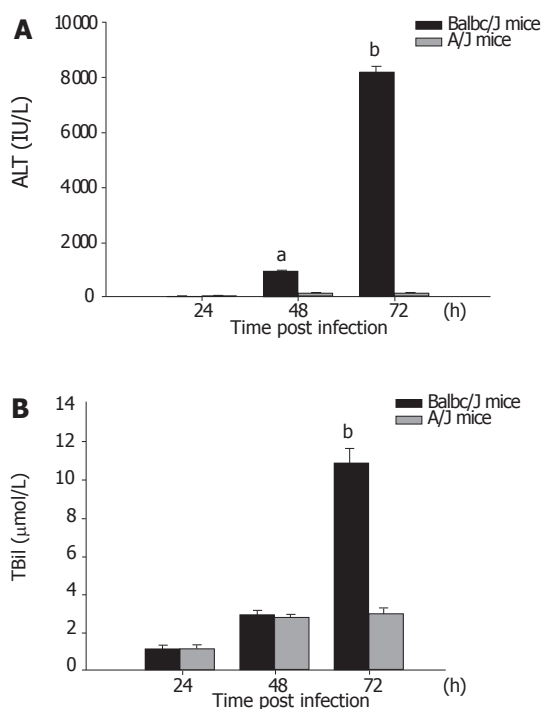 A
Balbc/J mice
A/J mice
10000
8000
6000
4000
2000
0
ALT (IU/L)
a
b
24 48 72 (h)
Time post infection
B
Balbc/J mice
A/J mice
14
12
10
8
6
4
2
0
TBil (μmol/L)
b
24 48 72 (h)
Time post infection